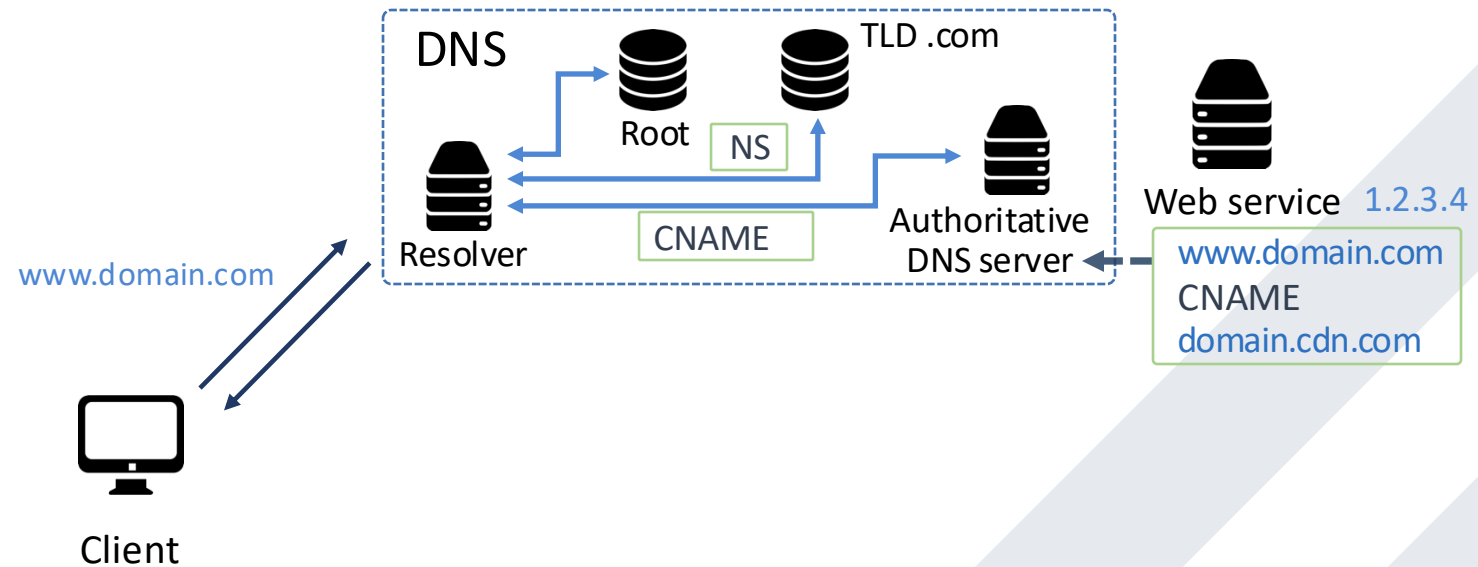 DNS
TLD .com
Root
NS
Resolver
CNAME
Authoritative
DNS server
Web service 1.2.3.4
www.domain.com
CNAME
domain.cdn.com
www.domain.com
Client